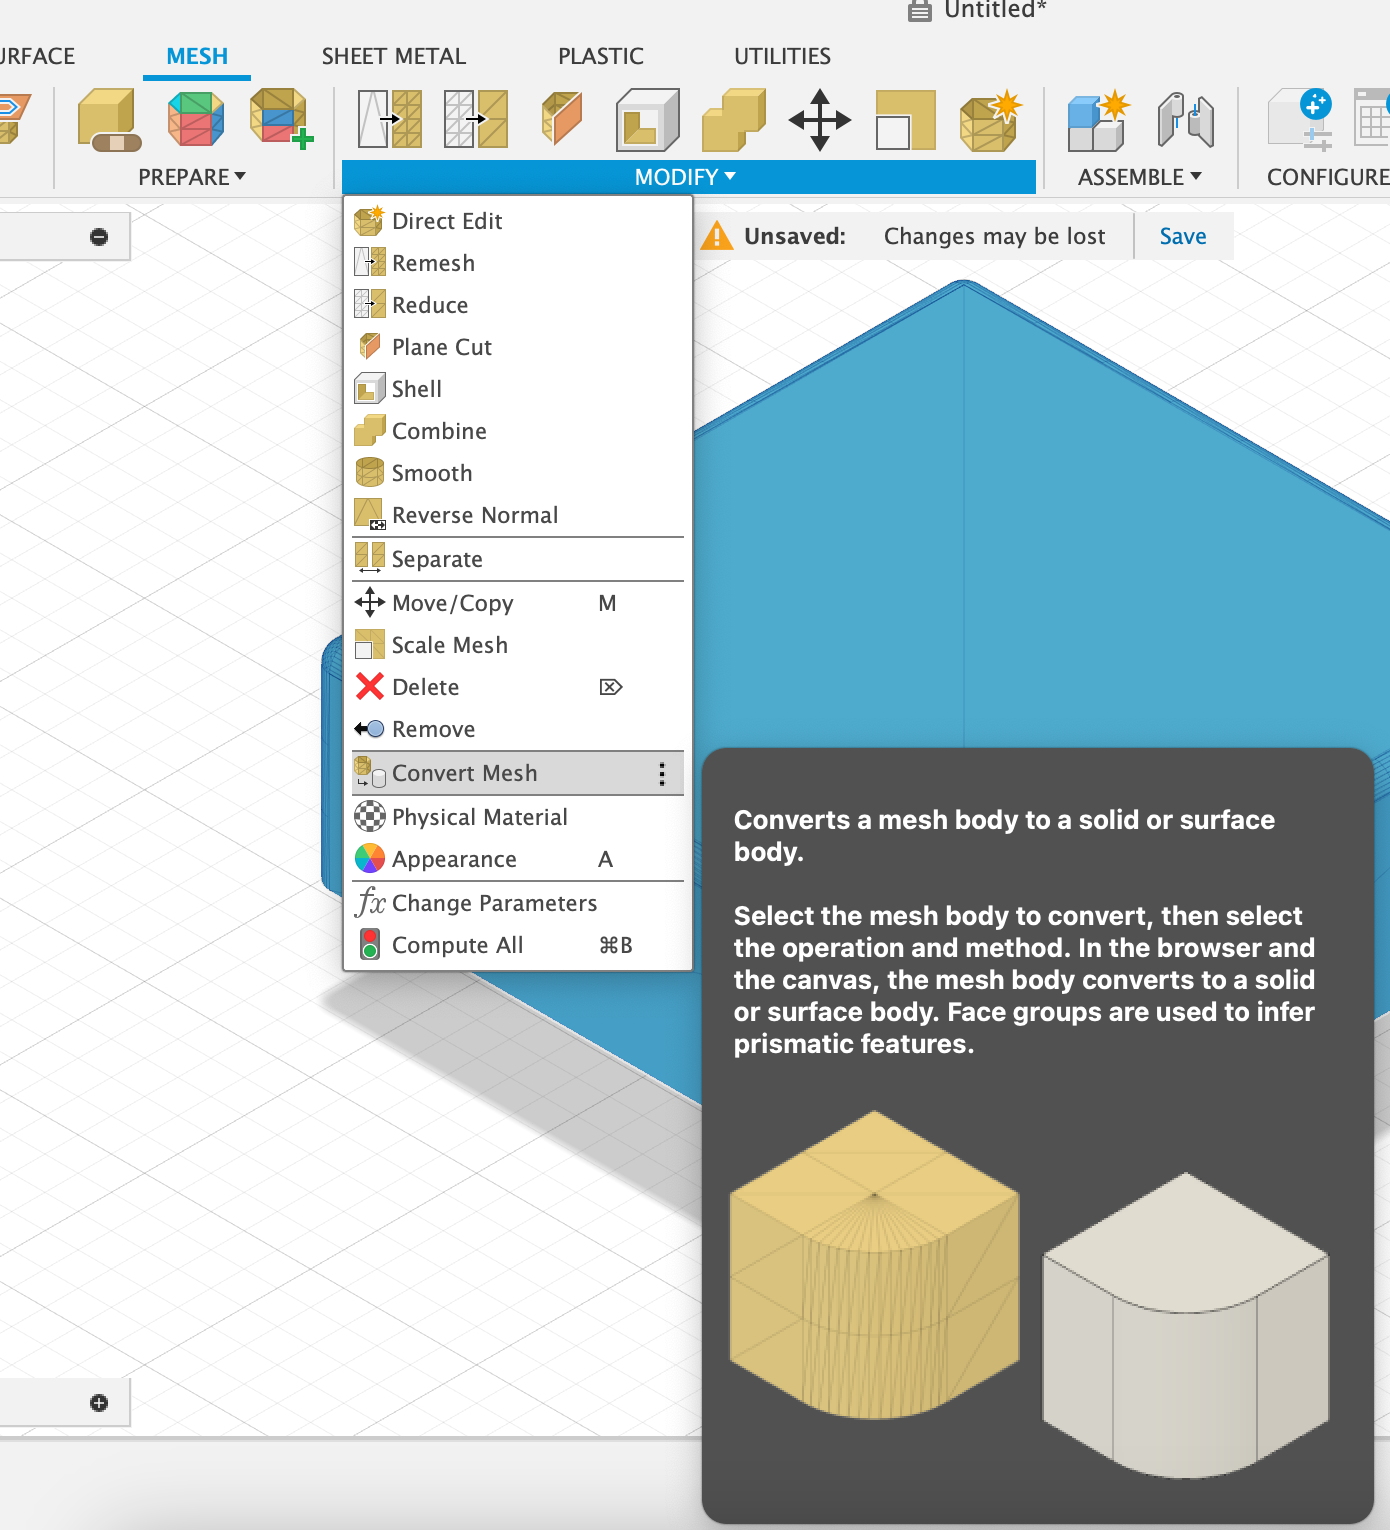 Untitled*
URFACE
MESH
SHEET METAL
PLASTIC
UTILITIES
PREPARE
MODIFY
ASSEMBLE
CONFIGURE
Unsaved:
Changes may be lost
Save
Direct Edit
Remesh
Reduce
Plane Cut
Shell
Combine
Smooth
Reverse Normal
Separate
Move/Copy M
Scale Mesh
Delete
Remove
Convert Mesh
Physical Material
Appearance A
Change Parameters
Compute All ⌘B
Converts a mesh body to a solid or surface
body.
Select the mesh body to convert, then select
the operation and method. In the browser and
the canvas, the mesh body converts to a solid
or surface body. Face groups are used to infer
prismatic features.